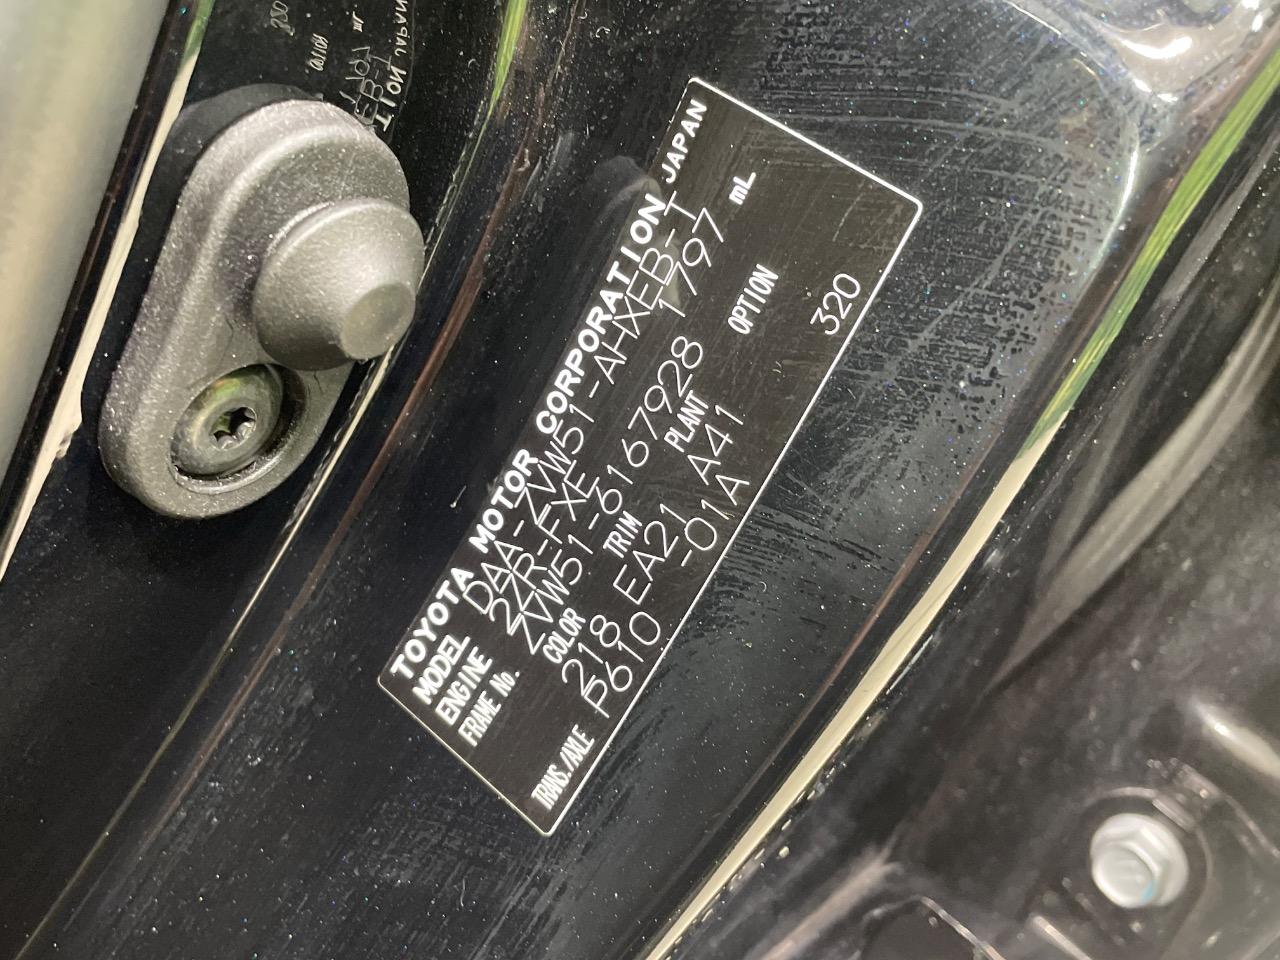 TOYOTA MOTOR CORPORATION JAPAN
MODEL DAA-ZVW51-AHXEB-T
ENGINE 2ZR-FXE 1797 mL
FRAME No. ZVW51-6167928
COLOR TRIM PLANT OPTION
218 EA21 A41 320
TRANS./AXLE P610 -01A